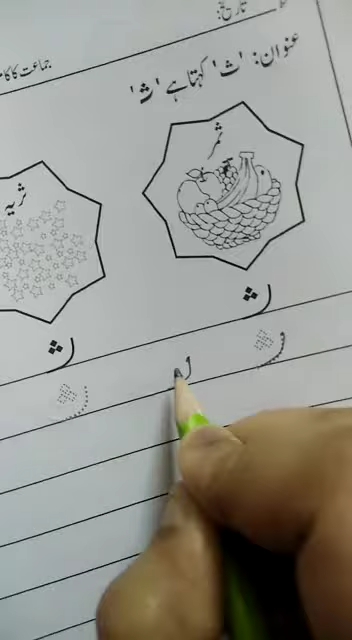 تاریخ:
جماعت کا کام
عنوان: 'ث' کہتا ہے 'ث'
ثمر
ثریہ
ث
ث